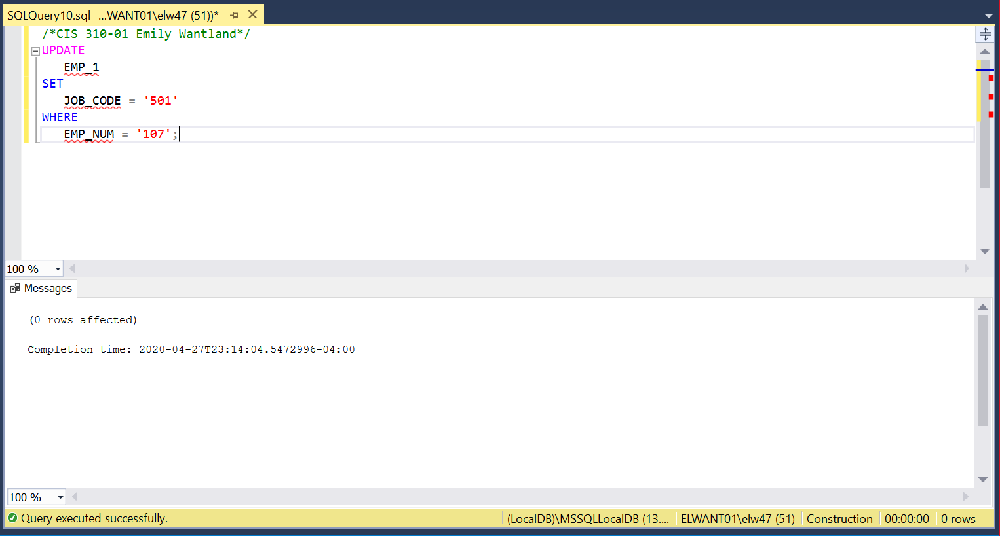 SQLQuery10.sql -...WANT01\elw47 (51))*
/*CIS 310-01 Emily Wantland*/
UPDATE
EMP_1
SET
JOB_CODE = '501'
WHERE
EMP_NUM = '107';
100 %
Messages
(0 rows affected)
Completion time: 2020-04-27T23:14:04.5472996-04:00
100 %
Query executed successfully. (LocalDB)\MSSQLLocalDB (13.... ELWANT01\elw47 (51) Construction 00:00:00 0 rows